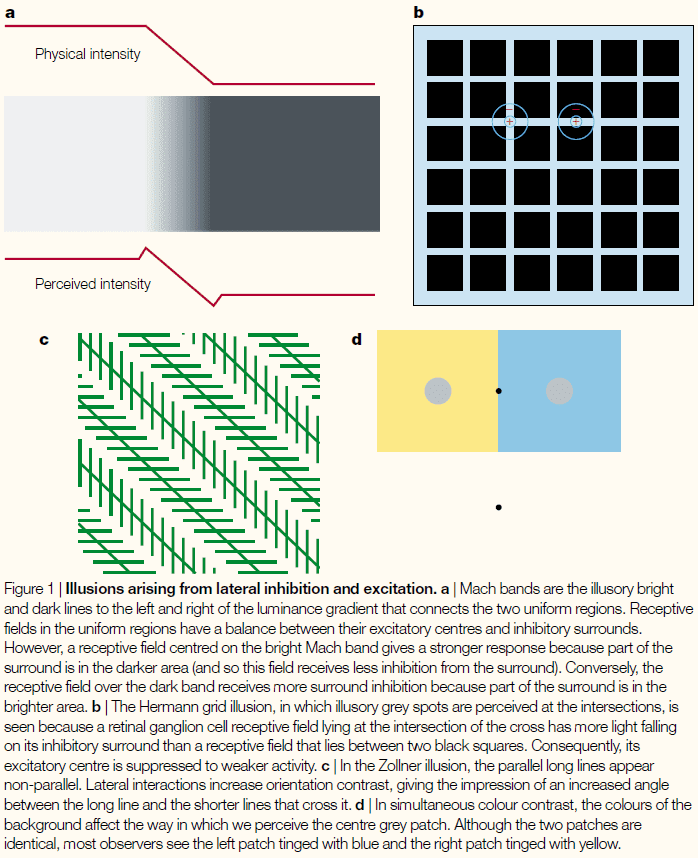 a
Physical intensity
Perceived intensity
b
c
d
Figure 1 | Illusions arising from lateral inhibition and excitation. a | Mach bands are the illusory bright
and dark lines to the left and right of the luminance gradient that connects the two uniform regions. Receptive
fields in the uniform regions have a balance between their excitatory centres and inhibitory surrounds.
However, a receptive field centred on the bright Mach band gives a stronger response because part of the
surround is in the darker area (and so this field receives less inhibition from the surround). Conversely, the
receptive field over the dark band receives more surround inhibition because part of the surround is in the
brighter area. b | The Hermann grid illusion, in which illusory grey spots are perceived at the intersections, is
seen because a retinal ganglion cell receptive field lying at the intersection of the cross has more light falling
on its inhibitory surround than a receptive field that lies between two black squares. Consequently, its
excitatory centre is suppressed to weaker activity. c | In the Zollner illusion, the parallel long lines appear
non-parallel. Lateral interactions increase orientation contrast, giving the impression of an increased angle
between the long line and the shorter lines that cross it. d | In simultaneous colour contrast, the colours of the
background affect the way in which we perceive the centre grey patch. Although the two patches are
identical, most observers see the left patch tinged with blue and the right patch tinged with yellow.